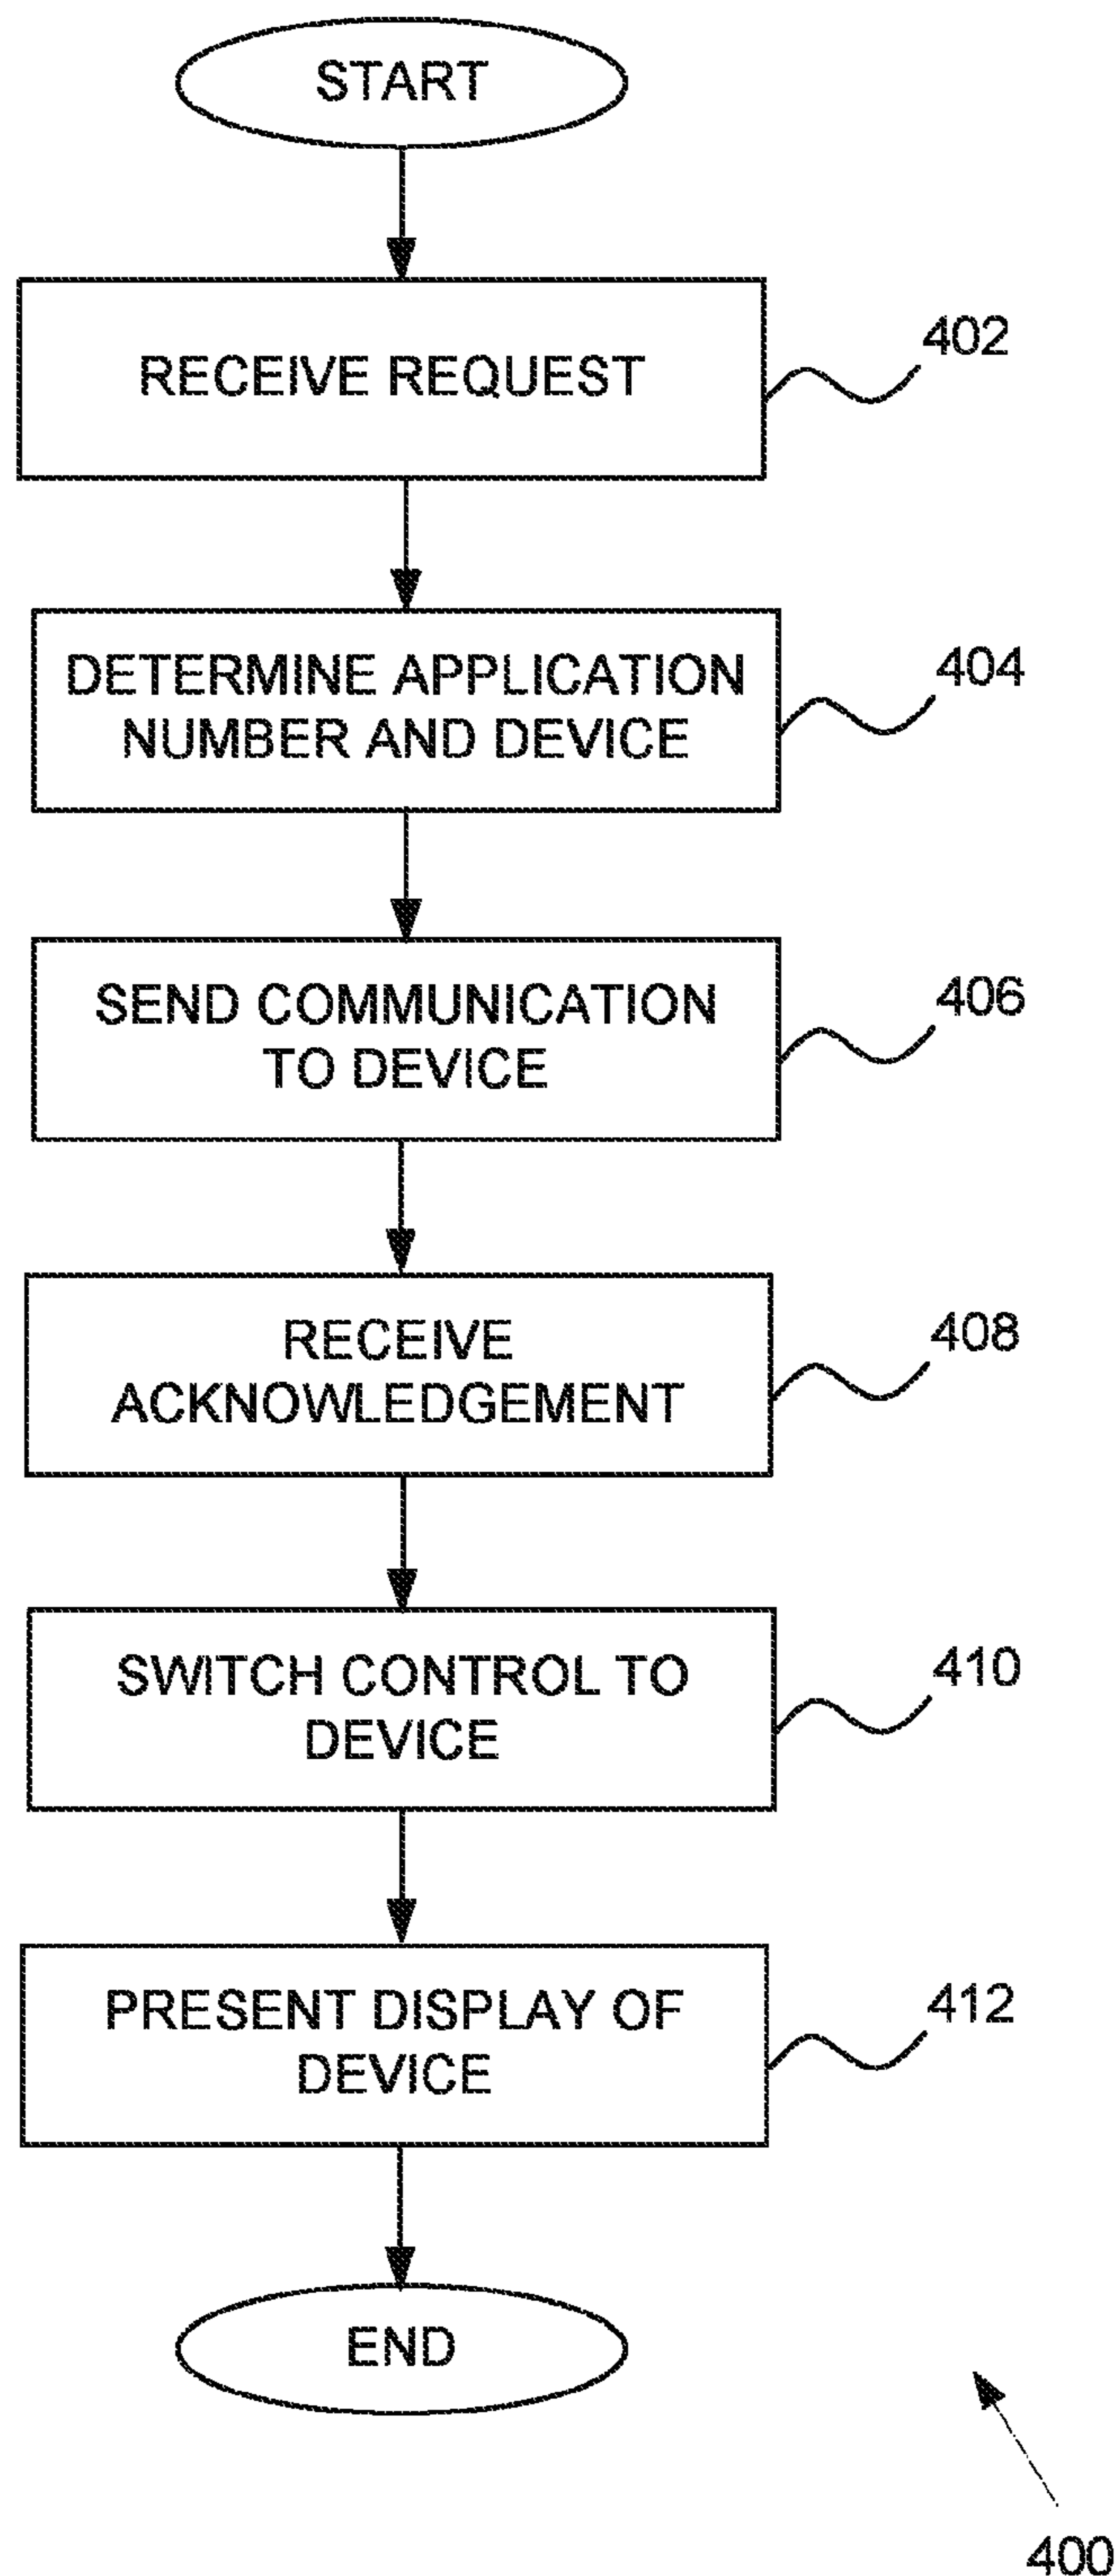 START
RECEIVE REQUEST
402
DETERMINE APPLICATION
NUMBER AND DEVICE
404
SEND COMMUNICATION
TO DEVICE
406
RECEIVE
ACKNOWLEDGEMENT
408
SWITCH CONTROL TO
DEVICE
410
PRESENT DISPLAY OF
DEVICE
412
END
400